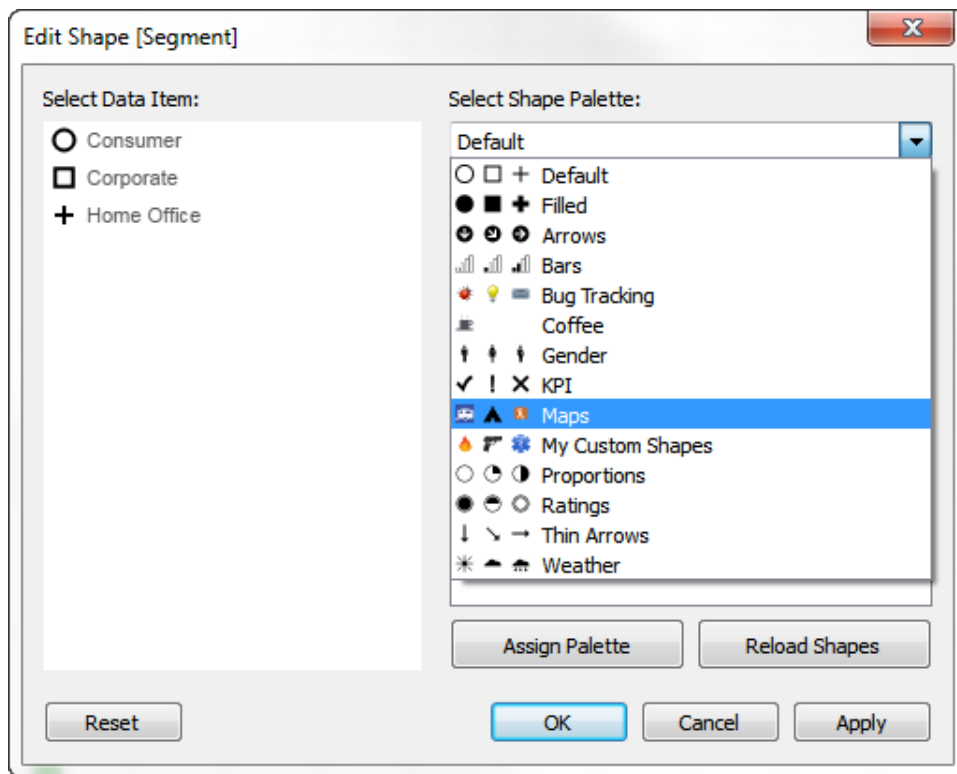 Edit Shape [Segment]
Select Data Item:
Consumer
Corporate
Home Office
Select Shape Palette:
Default
Default
Filled
Arrows
Bars
Bug Tracking
Coffee
Gender
KPI
Maps
My Custom Shapes
Proportions
Ratings
Thin Arrows
Weather
Assign Palette
Reload Shapes
Reset
OK
Cancel
Apply